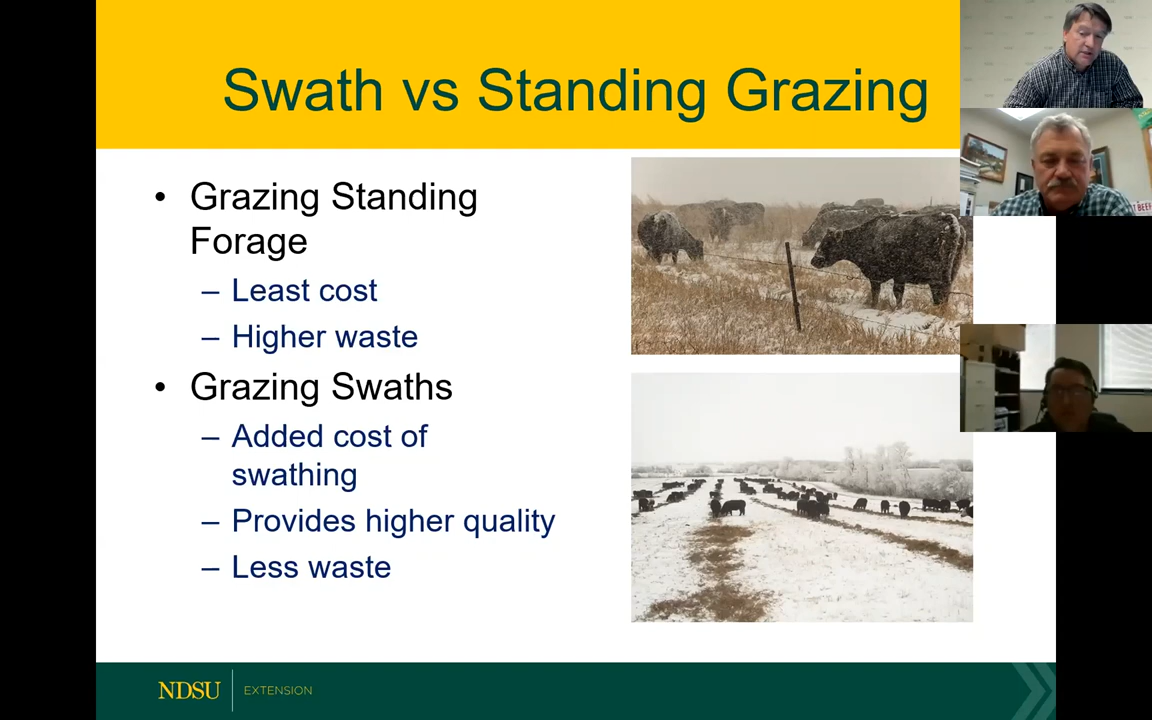 Swath vs Standing Grazing
• Grazing Standing
Forage
– Least cost
– Higher waste
• Grazing Swaths
– Added cost of
swathing
– Provides higher quality
– Less waste
NDSU EXTENSION
BEEF